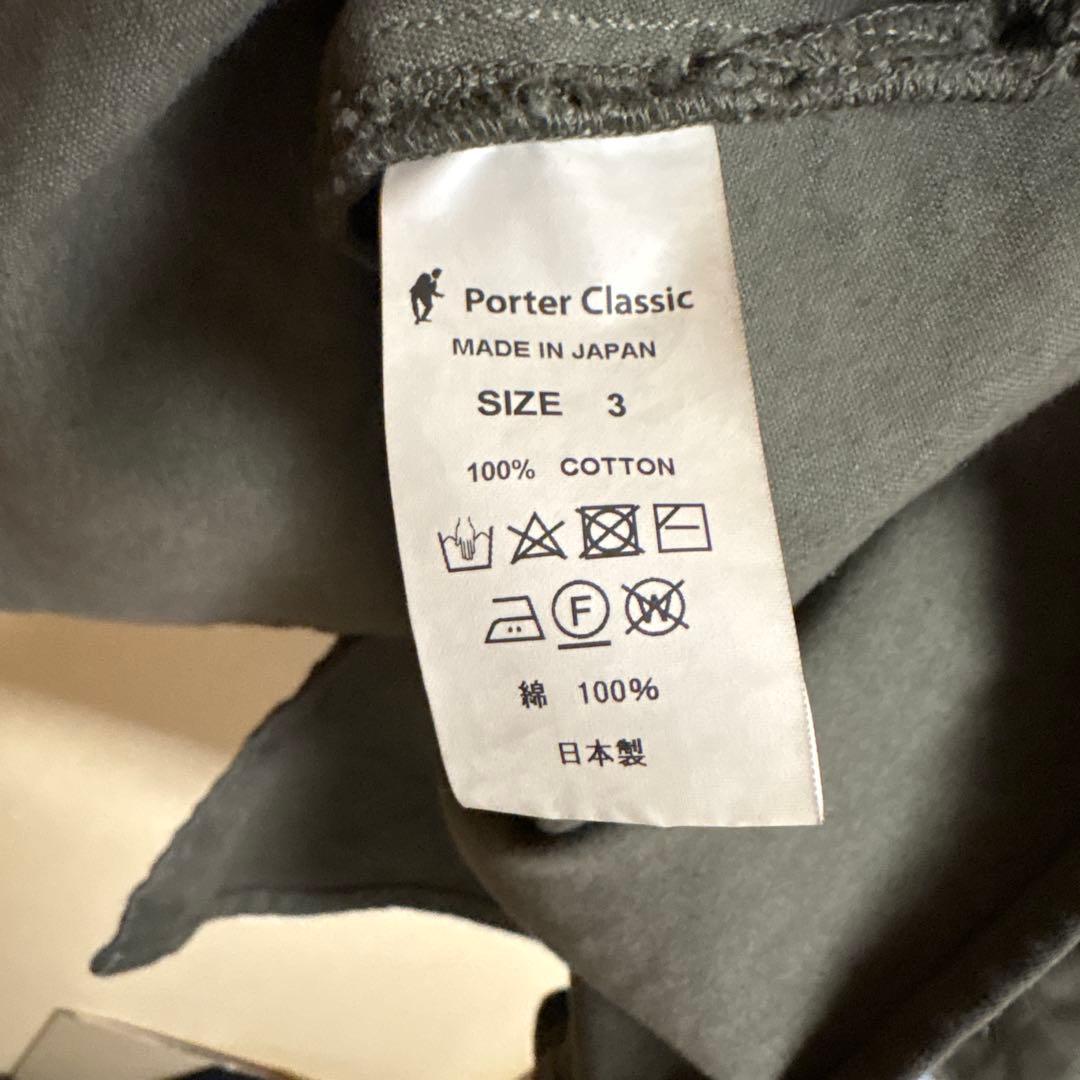 Porter Classic
MADE IN JAPAN
SIZE 3
100% COTTON
F W
綿 100%
日本製